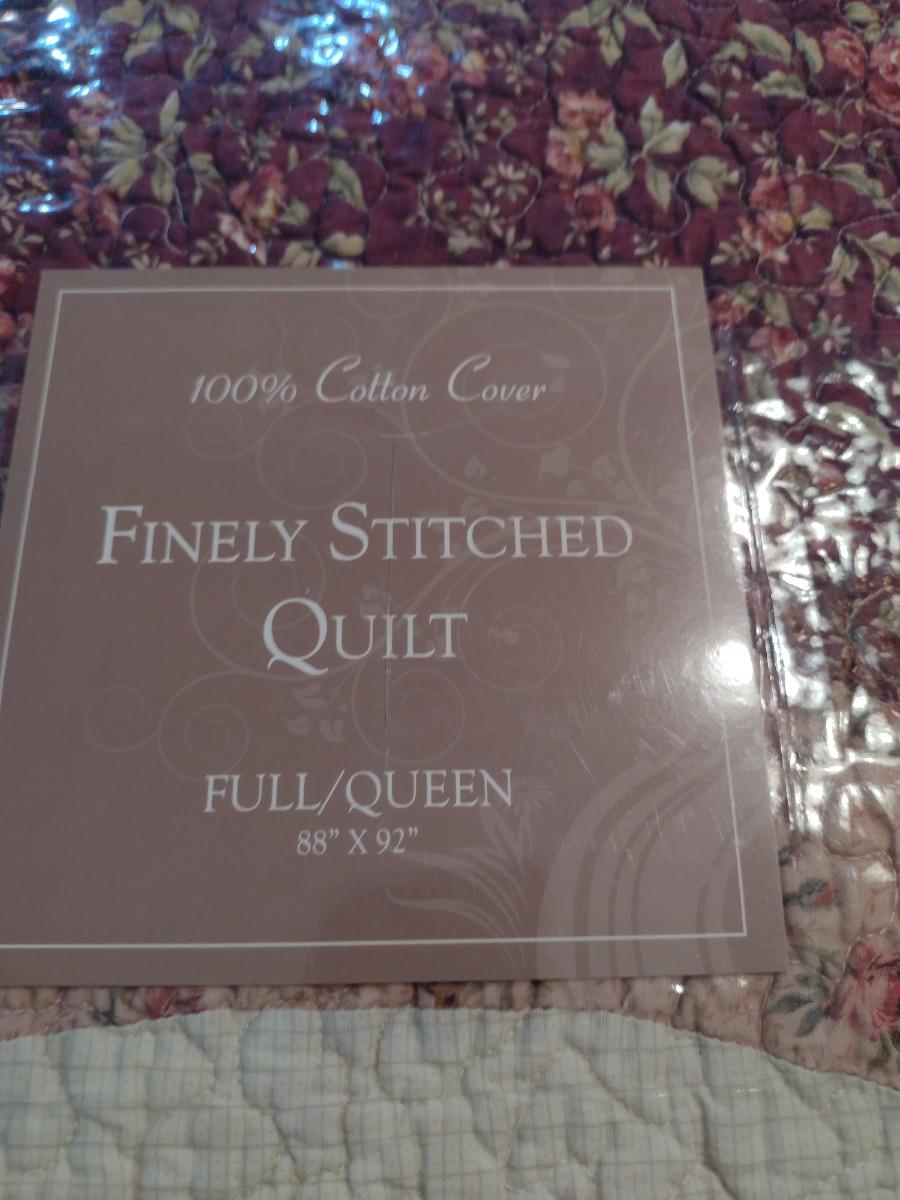 100% Cotton Cover
FINELY STITCHED
QUILT
FULL/QUEEN
88” X 92”